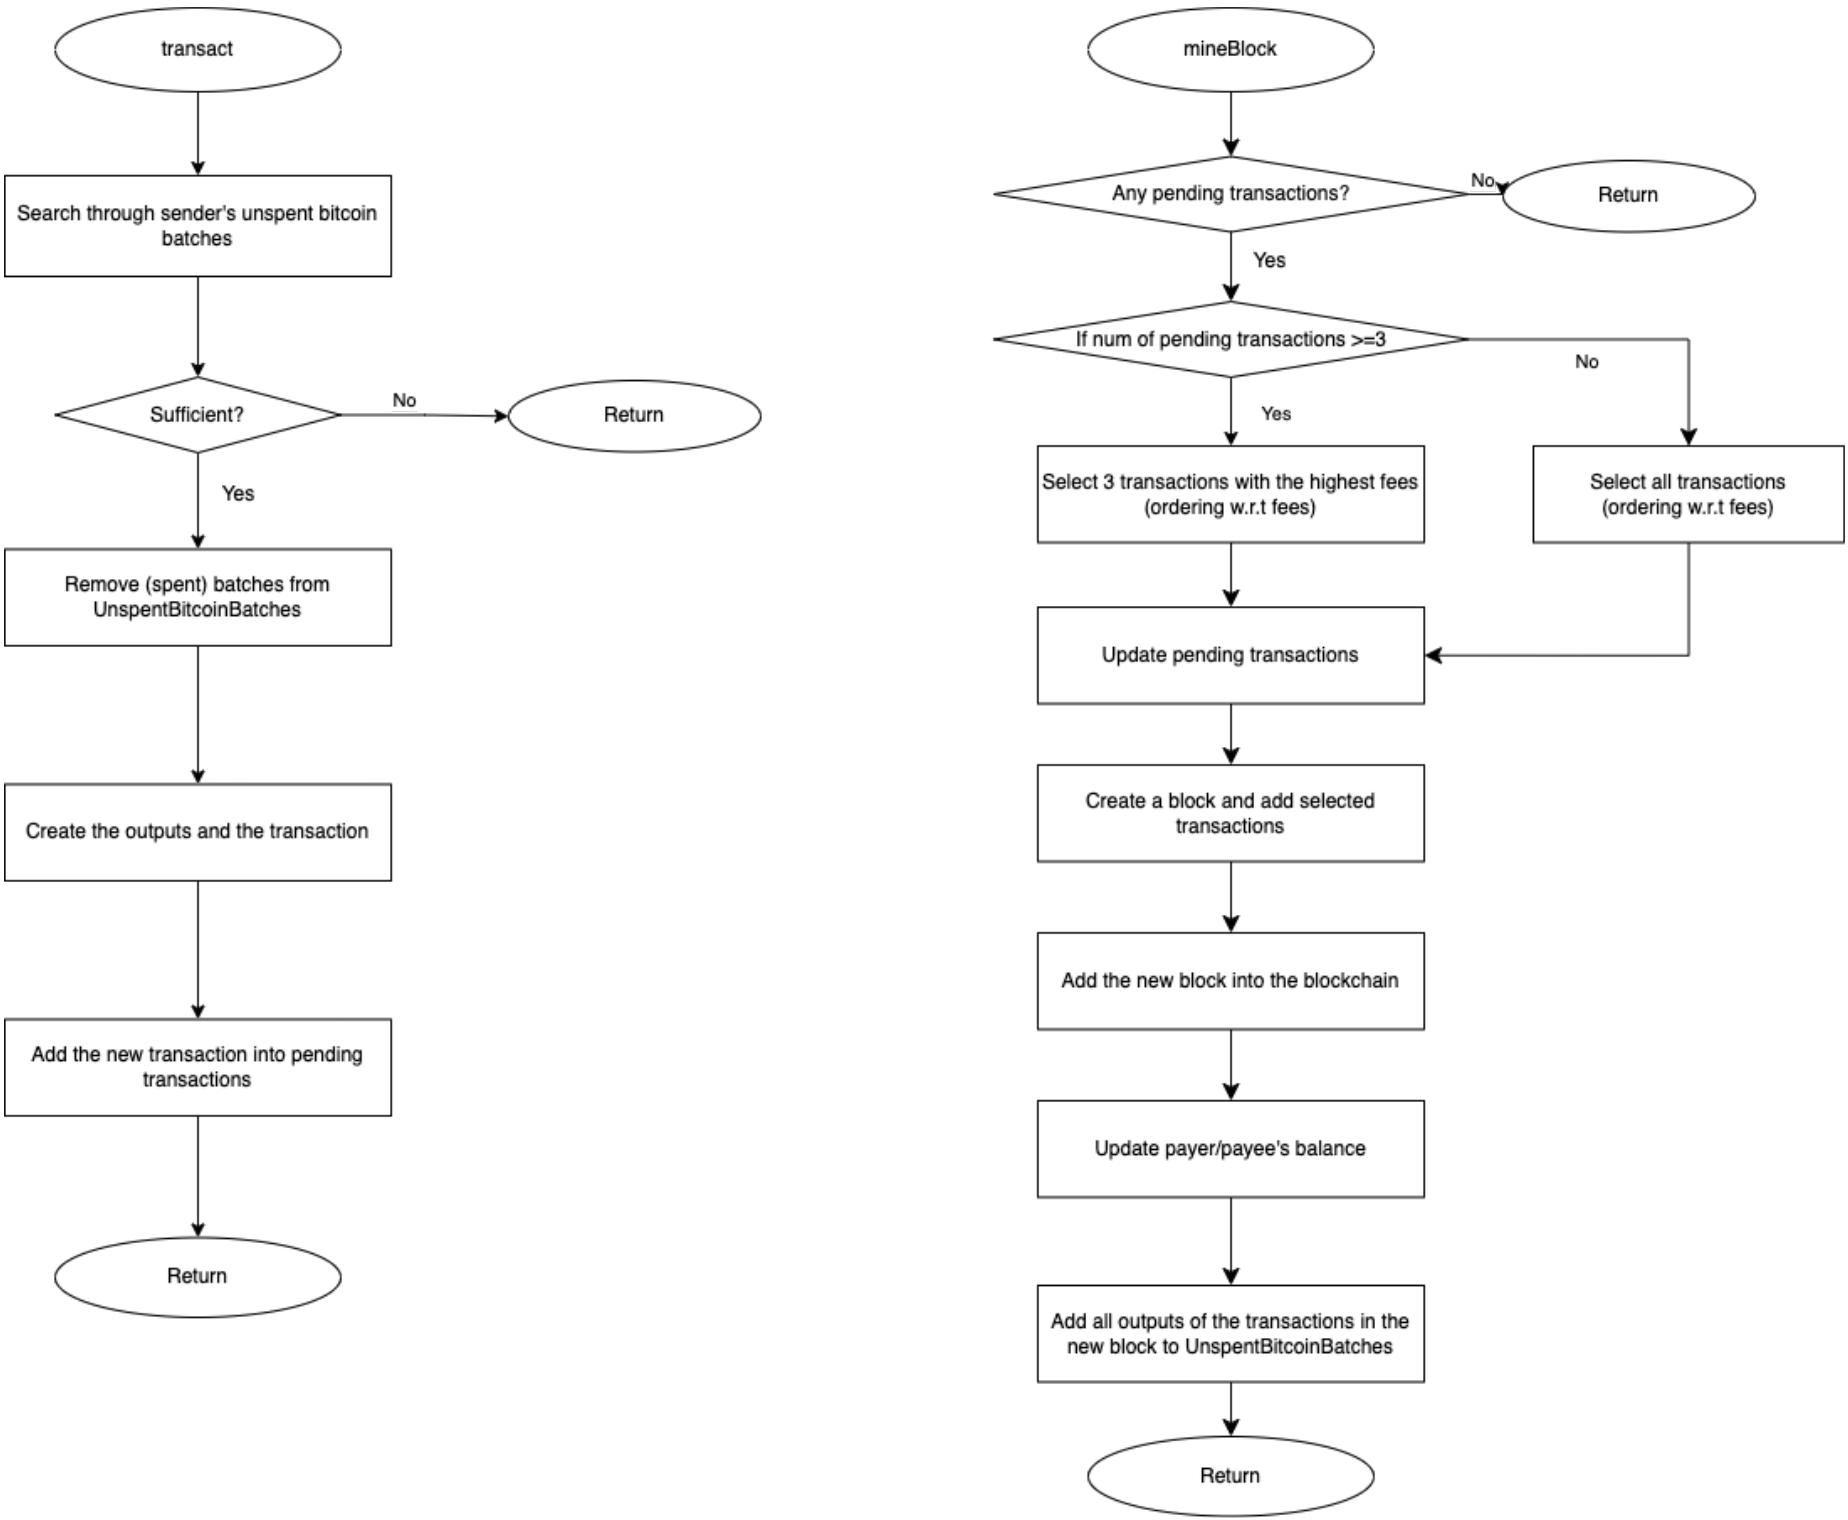 transact
Search through sender's unspent bitcoin
batches
Sufficient?
No
Return
Yes
Remove (spent) batches from
UnspentBitcoinBatches
Create the outputs and the transaction
Add the new transaction into pending
transactions
Return
mineBlock
Any pending transactions?
No
Return
Yes
If num of pending transactions >=3
No
Yes
Select 3 transactions with the highest fees
(ordering w.r.t fees)
Select all transactions
(ordering w.r.t fees)
Update pending transactions
Create a block and add selected
transactions
Add the new block into the blockchain
Update payer/payee's balance
Add all outputs of the transactions in the
new block to UnspentBitcoinBatches
Return